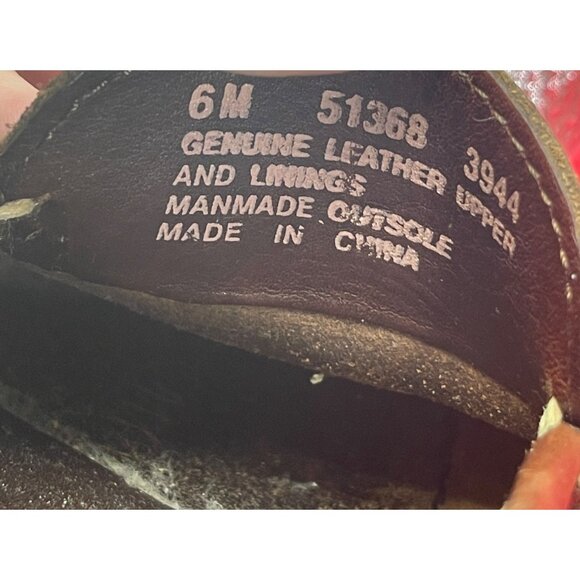 6M 51368 3944
GENUINE LEATHER UPPER
AND LININGS
MANMADE OUTSOLE
MADE IN CHINA